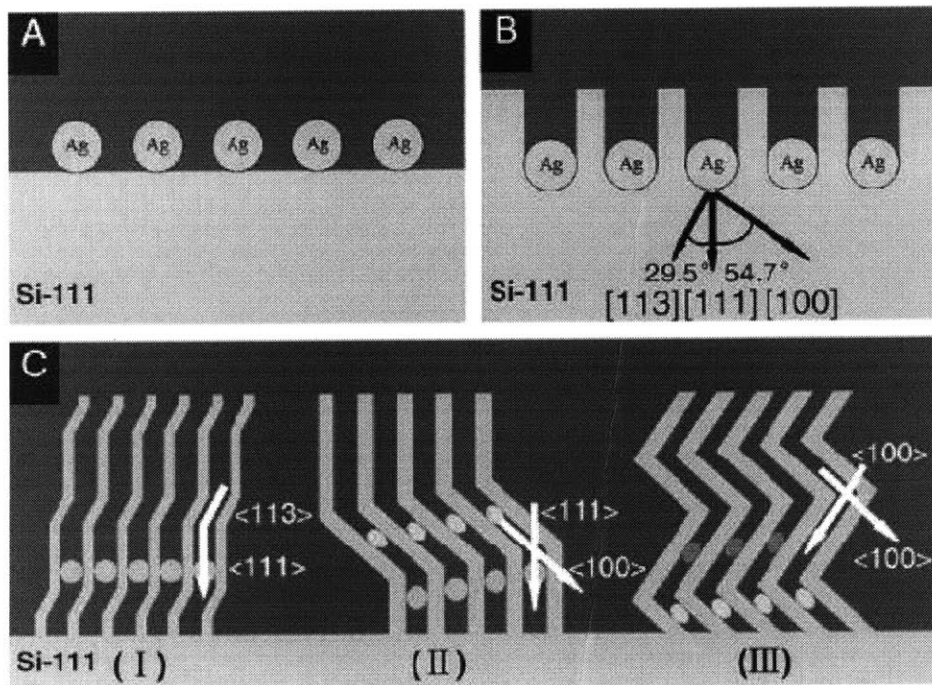 A
Ag Ag Ag Ag Ag
Si-111
B
Ag Ag Ag Ag Ag
29.5° 54.7°
Si-111 [113][111][100]
C
<113>
<111>
<111>
<100>
<100>
<100>
Si-111 (I) (II) (III)